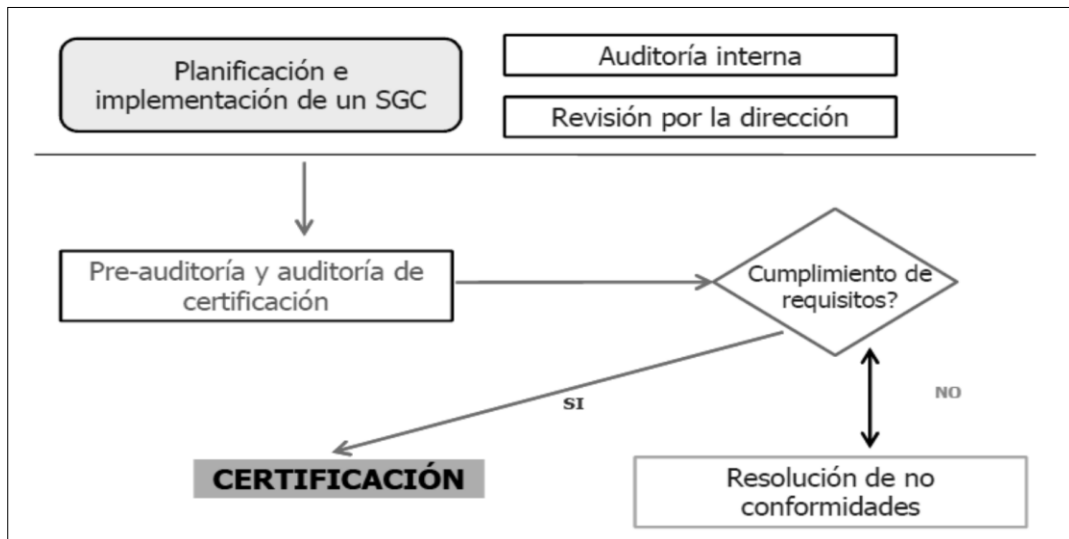 Planificación e
implementación de un SGC
Auditoría interna
Revisión por la dirección
Pre-auditoría y auditoría de
certificación
Cumplimiento de
requisitos?
SI
NO
CERTIFICACIÓN
Resolución de no
conformidades